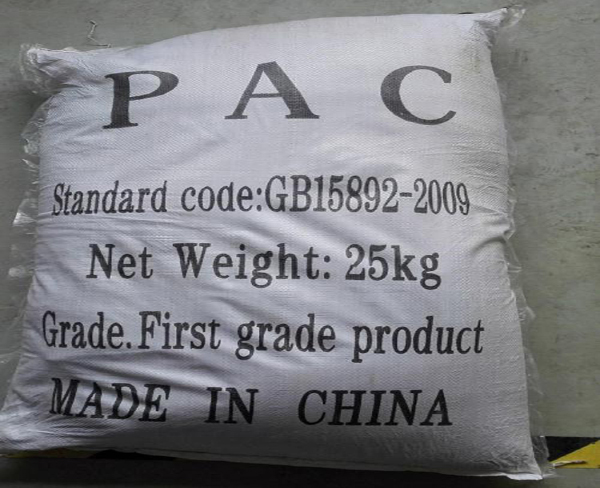 PAC
Standard code:GB15892-2009
Net Weight: 25kg
Grade.First grade product
MADE IN CHINA